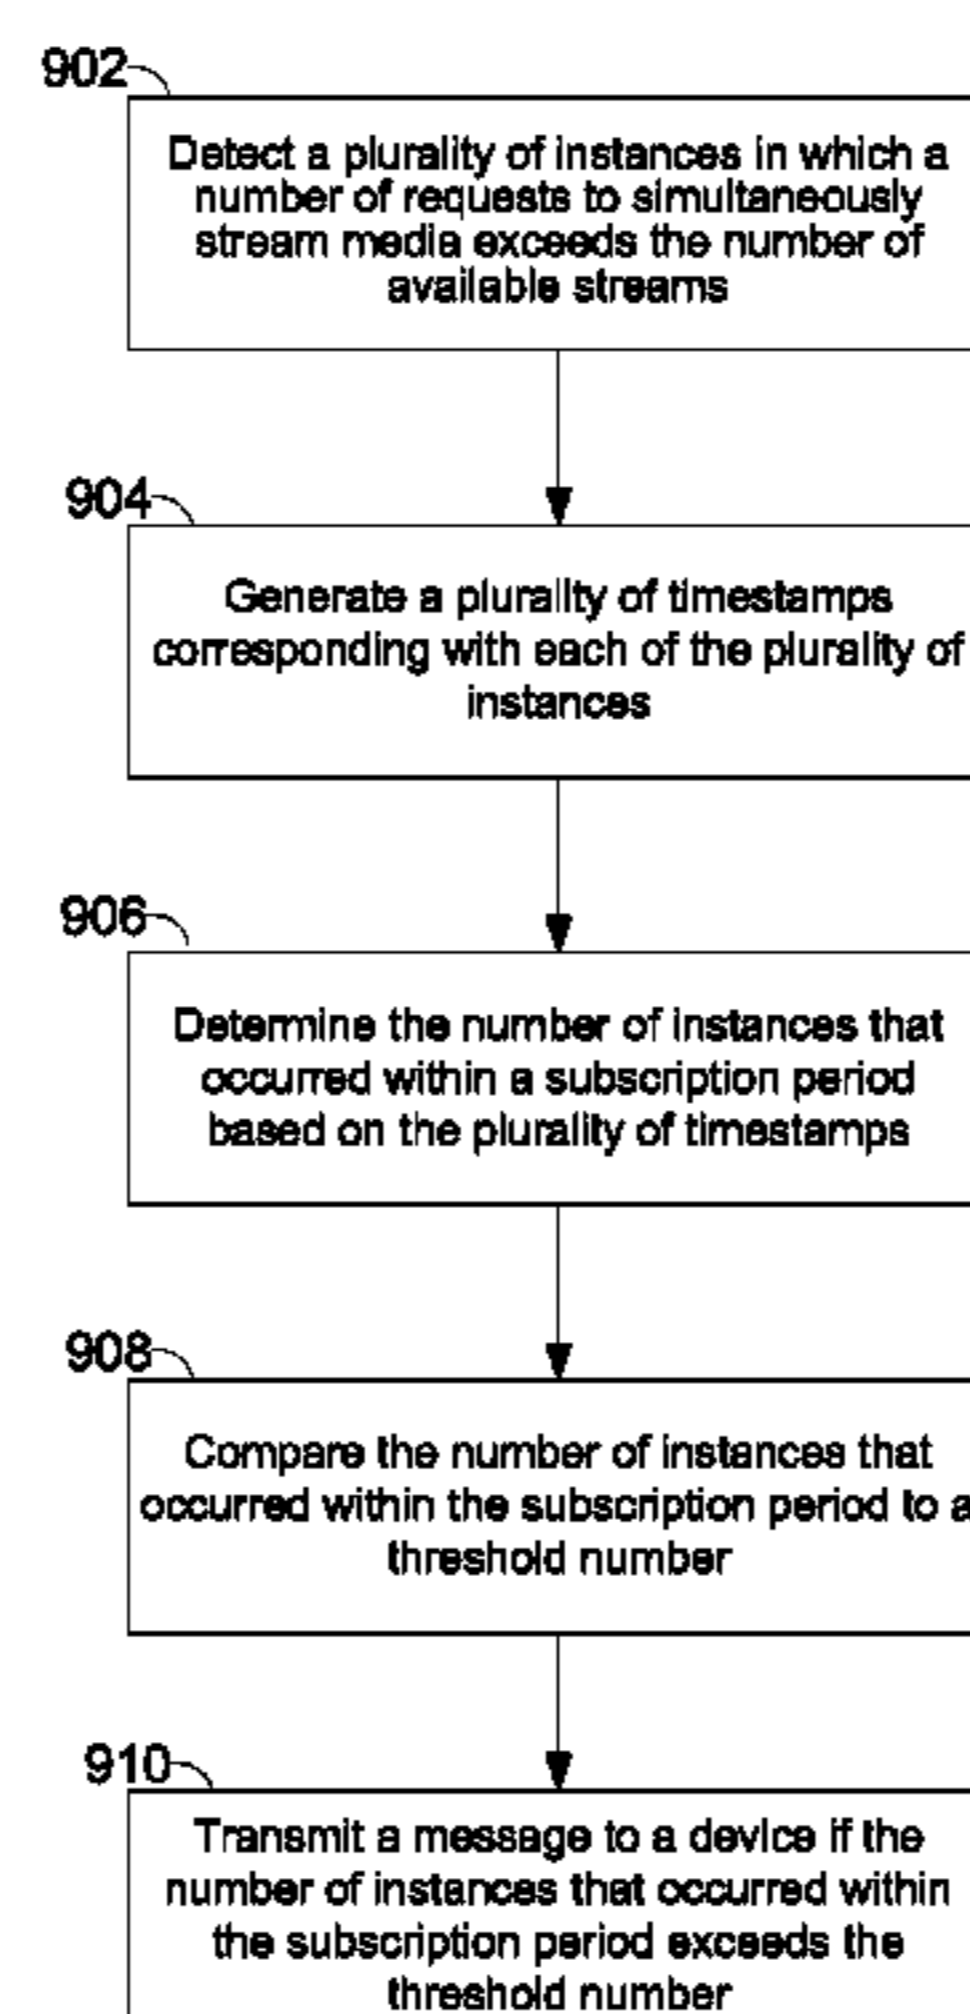 902
Detect a plurality of instances in which a
number of requests to simultaneously
stream media exceeds the number of
available streams
904
Generate a plurality of timestamps
corresponding with each of the plurality of
instances
906
Determine the number of instances that
occurred within a subscription period
based on the plurality of timestamps
908
Compare the number of instances that
occurred within the subscription period to a
threshold number
910
Transmit a message to a device if the
number of instances that occurred within
the subscription period exceeds the
threshold number